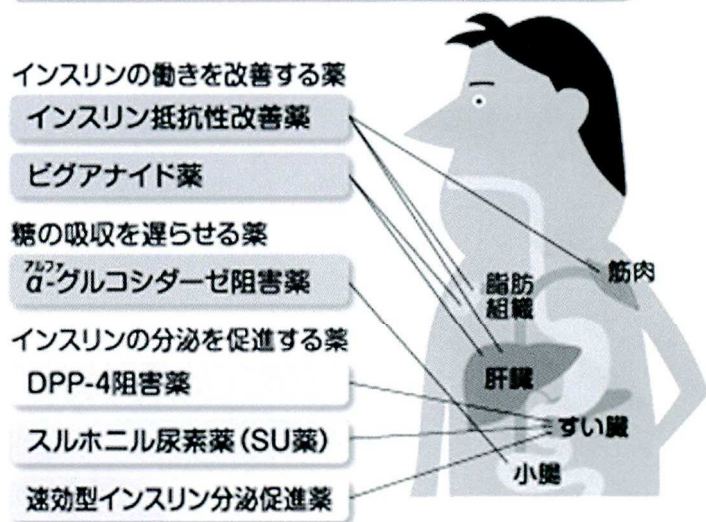 インスリンの働きを改善する薬
インスリン抵抗性改善薬
ビグアナイド薬
糖の吸収を遅らせる薬
アルファ
α-グルコシダーゼ阻害薬
インスリンの分泌を促進する薬
DPP-4阻害薬
スルホニル尿素薬(SU薬)
速効型インスリン分泌促進薬
脂肪
組織
筋肉
肝臓
すい臓
小腸